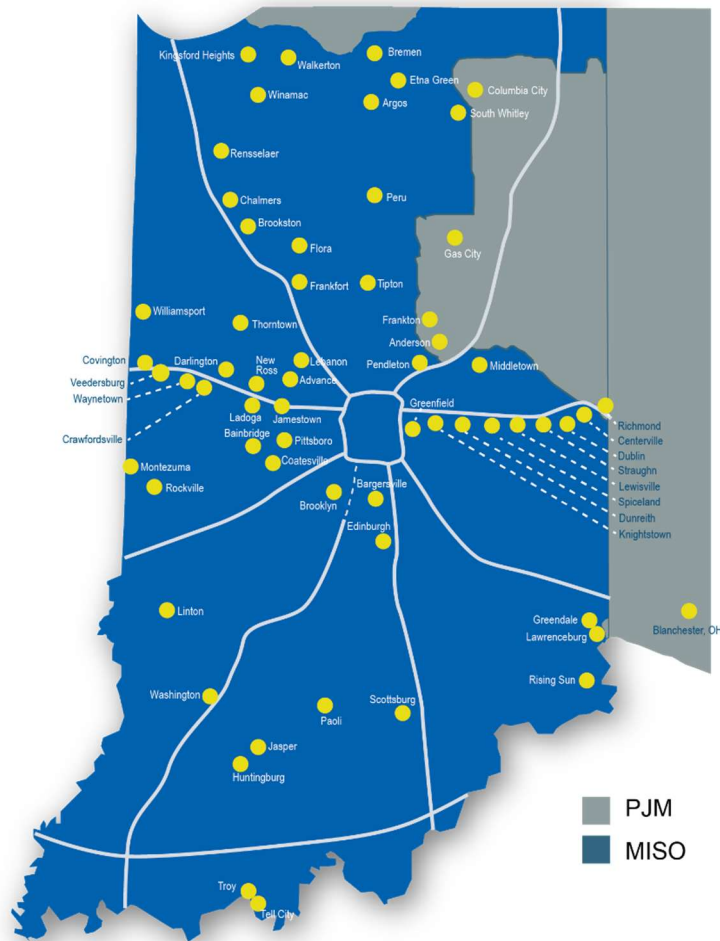 Kingsford Heights
Walkerton
Bremen
Etna Green
Columbia City
Winamac
Argos
South Whitley
Rensselaer
Chalmers
Peru
Brookston
Flora
Gas City
Frankfort
Tipton
Williamsport
Thorntown
Frankton
Anderson
Covington
Darlington
New
Ross
Lebanon
Pendleton
Middletown
Veedersburg
Advance
Waynetown
Greenfield
Ladoga
Jamestown
Richmond
Crawfordsville
Bainbridge
Pittsboro
Centerville
Dublin
Montezuma
Coatesville
Straughn
Rockville
Bargersville
Lewisville
Brooklyn
Spiceland
Dunreith
Edinburgh
Knightstown
Linton
Greendale
Blanchester, OH
Lawrenceburg
Rising Sun
Washington
Paoli
Scottsburg
Jasper
Huntingburg
PJM
MISO
Troy
Tell City